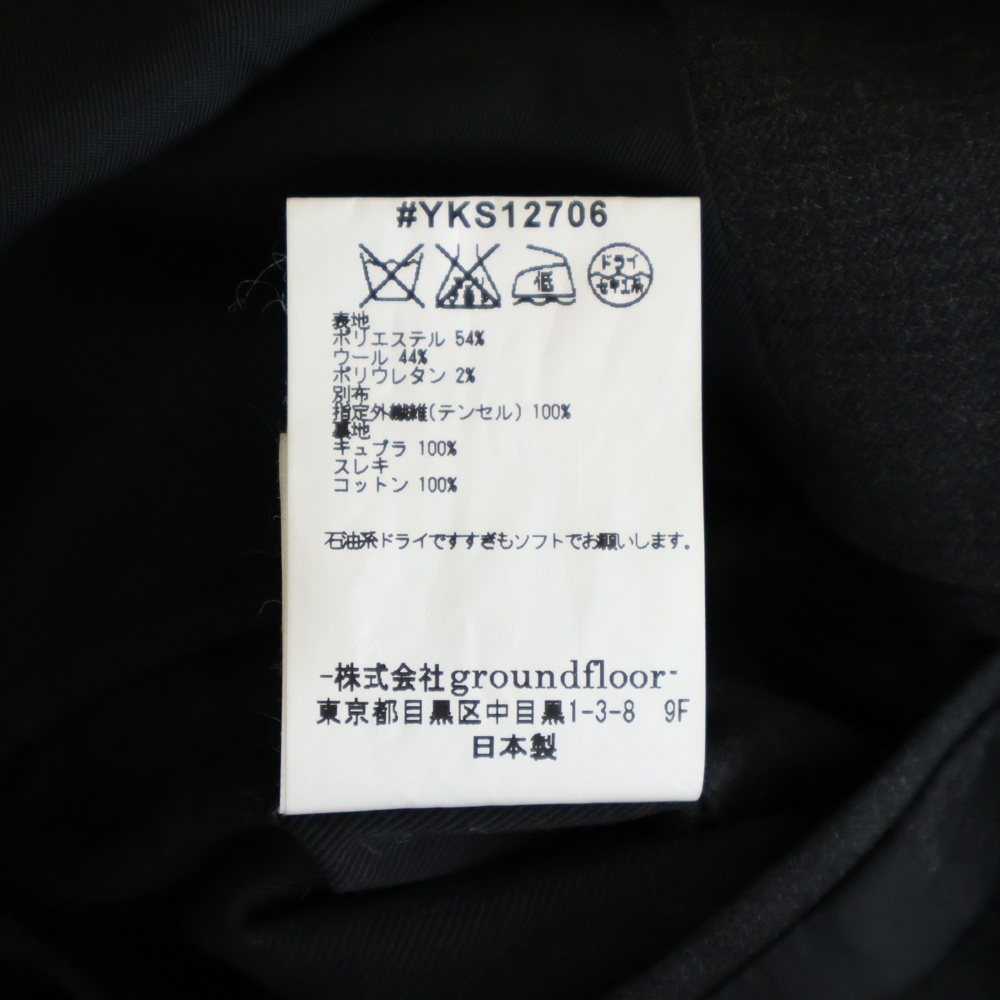 #YKS12706
低 ドライ
セキユ系
表地
ポリエステル 54%
ウール 44%
ポリウレタン 2%
別布
指定外繊維(テンセル) 100%
裏地
キュプラ 100%
スレキ
コットン 100%
石油系ドライですすぎもソフトでお願いします。
-株式会社groundfloor-
東京都目黒区中目黒1-3-8 9F
日本製